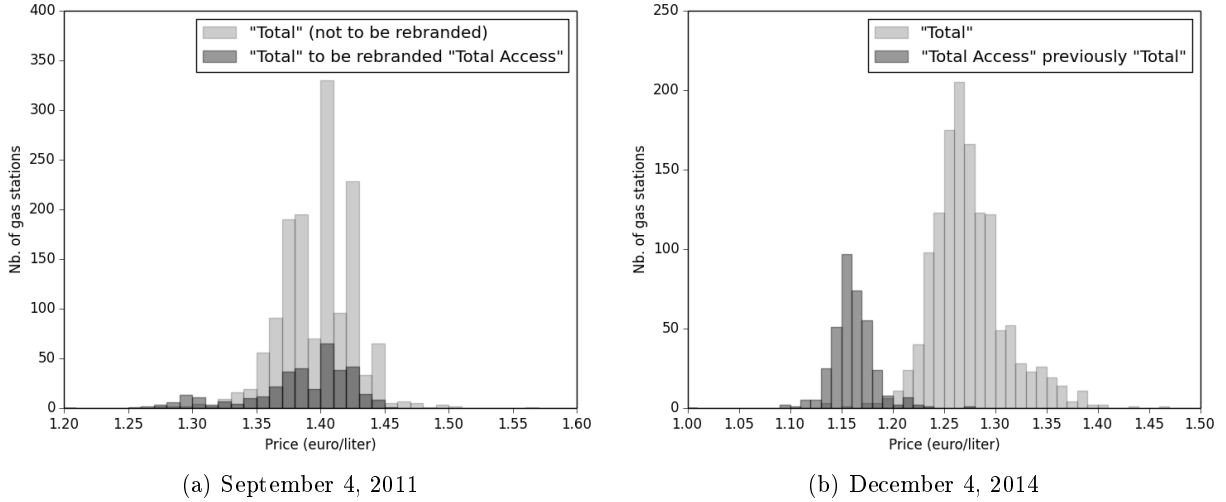 400
350
300
250
200
150
100
50
0
Nb. of gas stations
"Total" (not to be rebranded)
"Total" to be rebranded "Total Access"
1.20 1.25 1.30 1.35 1.40 1.45 1.50 1.55 1.60
Price (euro/liter)
(a) September 4, 2011
250
200
150
100
50
0
Nb. of gas stations
"Total"
"Total Access" previously "Total"
1.00 1.05 1.10 1.15 1.20 1.25 1.30 1.35 1.40 1.45 1.50
Price (euro/liter)
(b) December 4, 2014